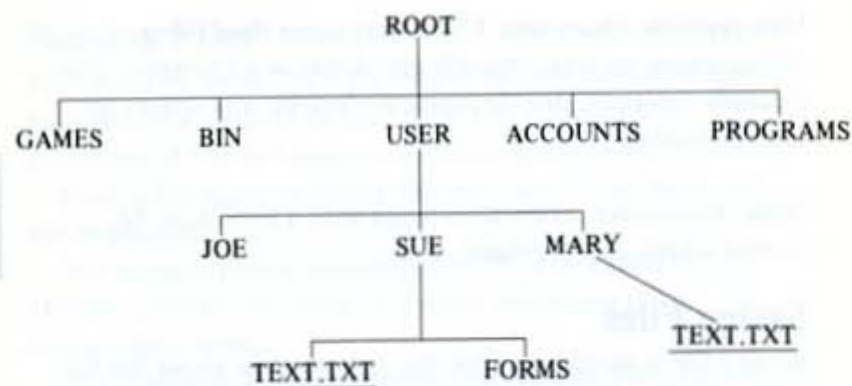 ROOT
GAMES BIN USER ACCOUNTS PROGRAMS
JOE SUE MARY
TEXT.TXT
TEXT.TXT FORMS